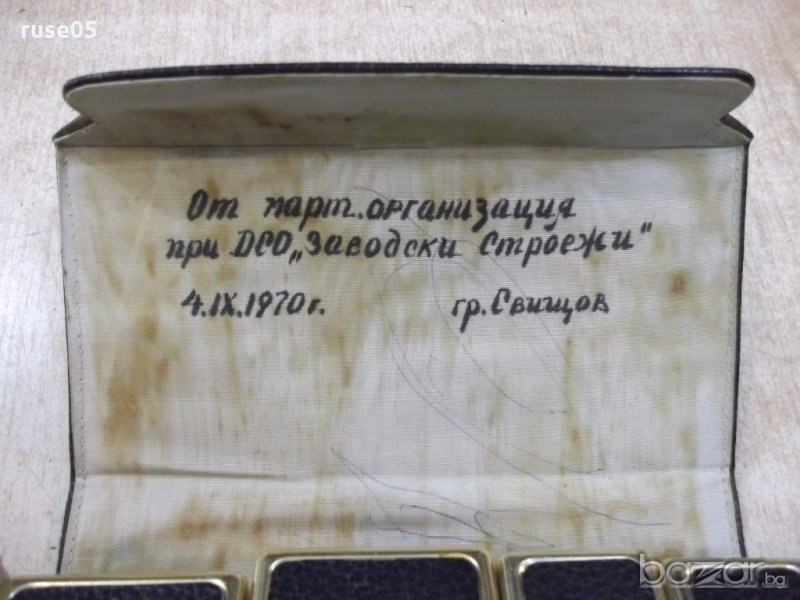 ruse05
От парт. организация
при ДСО „Заводски Строежи"
4.IX.1970 г. гр. Свищов
bazar.bg